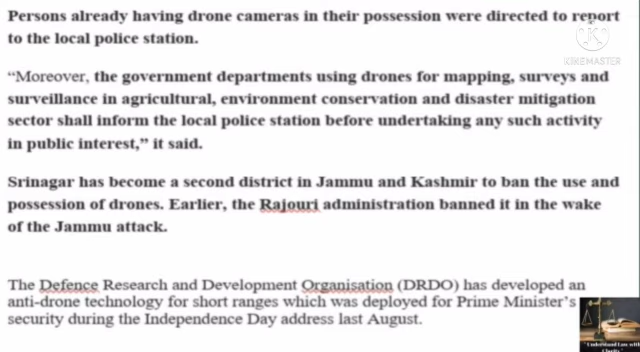 Persons already having drone cameras in their possession were directed to report
to the local police station.
KINEMASTER
“Moreover, the government departments using drones for mapping, surveys and
surveillance in agricultural, environment conservation and disaster mitigation
sector shall inform the local police station before undertaking any such activity
in public interest,” it said.
Srinagar has become a second district in Jammu and Kashmir to ban the use and
possession of drones. Earlier, the Rajouri administration banned it in the wake
of the Jammu attack.
The Defence Research and Development Organisation (DRDO) has developed an
anti-drone technology for short ranges which was deployed for Prime Minister’s
security during the Independence Day address last August.
"Understand Law with